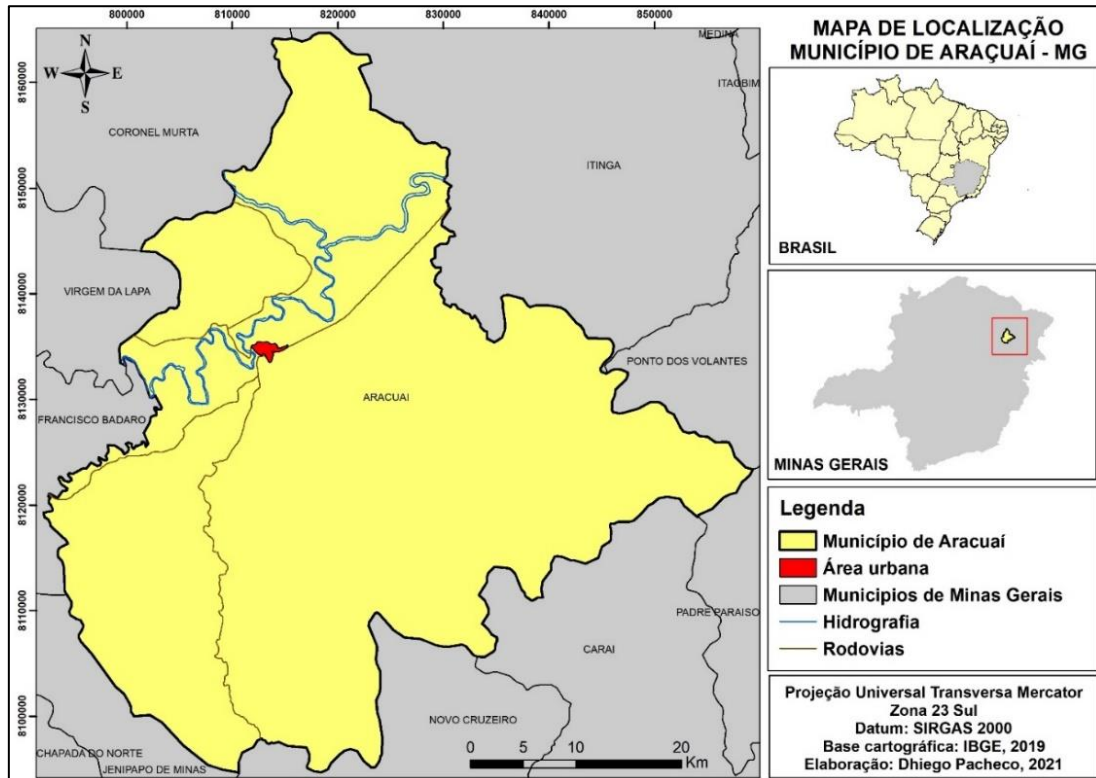 MAPA DE LOCALIZAÇÃO
MUNICÍPIO DE ARAÇUAÍ - MG
800000
810000
820000
830000
840000
850000
8160000
8150000
8140000
8130000
8120000
8110000
8100000
N
W
E
S
MEDINA
ITAOBIM
CORONEL MURTA
ITINGA
VIRGEM DA LAPA
PONTO DOS VOLANTES
ARACUAI
FRANCISCO BADARO
PADRE PARAISO
CARAI
NOVO CRUZEIRO
CHAPADA DO NORTE
JENIPAPO DE MINAS
0 5 10 20
Km
BRASIL
MINAS GERAIS
Legenda
Município de Aracuaí
Área urbana
Municipios de Minas Gerais
Hidrografia
Rodovias
Projeção Universal Transversa Mercator
Zona 23 Sul
Datum: SIRGAS 2000
Base cartográfica: IBGE, 2019
Elaboração: Dhiego Pacheco, 2021